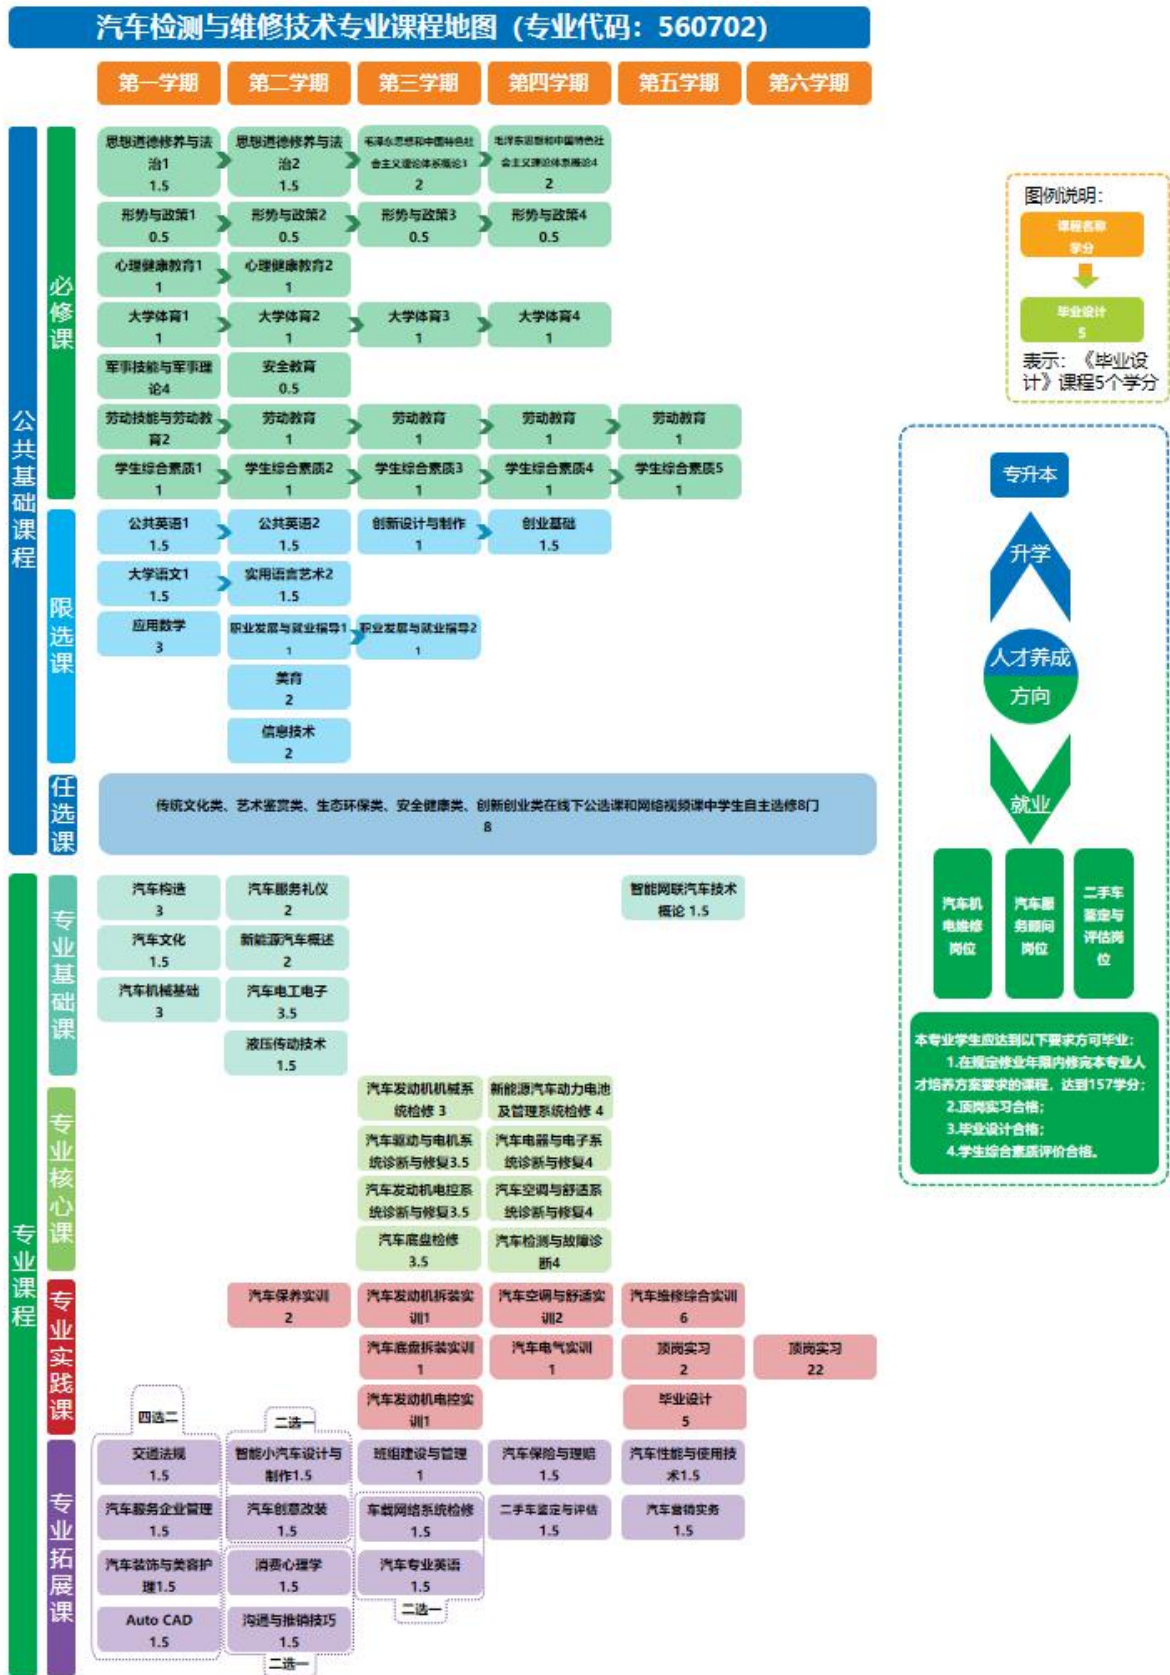 汽车检测与维修技术专业课程地图（专业代码：560702）
第一学期
第二学期
第三学期
第四学期
第五学期
第六学期
公共基础课程
必修课
思想道德修养与法
治1
1.5
思想道德修养与法
治2
1.5
毛泽东思想和中国特色社
会主义理论体系概论3
2
毛泽东思想和中国特色社
会主义理论体系概论4
2
形势与政策1
0.5
形势与政策2
0.5
形势与政策3
0.5
形势与政策4
0.5
心理健康教育1
1
心理健康教育2
1
大学体育1
1
大学体育2
1
大学体育3
1
大学体育4
1
军事技能与军事理
论4
安全教育
0.5
劳动技能与劳动教
育2
劳动教育
1
劳动教育
1
劳动教育
1
劳动教育
1
学生综合素质1
1
学生综合素质2
1
学生综合素质3
1
学生综合素质4
1
学生综合素质5
1
限选课
公共英语1
1.5
公共英语2
1.5
创新设计与制作
1
创业基础
1.5
大学语文1
1.5
实用语言艺术2
1.5
应用数学
3
职业发展与就业指导1
1
职业发展与就业指导2
1
美育
2
信息技术
2
任选课
传统文化类、艺术鉴赏类、生态环保类、安全健康类、创新创业类在线下公选课和网络视频课中学生自主选修8门
8
专业课程
专业基础课
汽车构造
3
汽车服务礼仪
2
智能网联汽车技术
概论 1.5
汽车文化
1.5
新能源汽车概述
2
汽车机械基础
3
汽车电工电子
3.5
液压传动技术
1.5
专业核心课
汽车发动机机械系
统检修 3
新能源汽车动力电池
及管理系统检修 4
汽车驱动与电机系
统诊断与修复3.5
汽车电器与电子系
统诊断与修复4
汽车发动机电控系
统诊断与修复3.5
汽车空调与舒适系
统诊断与修复4
汽车底盘检修
3.5
汽车检测与故障诊
断4
专业实践课
汽车保养实训
2
汽车发动机拆装实
训1
汽车空调与舒适实
训2
汽车维修综合实训
6
汽车底盘拆装实训
1
汽车电气实训
1
顶岗实习
2
顶岗实习
22
汽车发动机电控实
训1
毕业设计
5
专业拓展课
四选二
二选一
交通法规
1.5
智能小汽车设计与
制作1.5
班组建设与管理
1
汽车保险与理赔
1.5
汽车性能与使用技
术1.5
汽车服务企业管理
1.5
汽车创意改装
1.5
车载网络系统检修
1.5
二手车鉴定与评估
1.5
汽车营销实务
1.5
汽车装饰与美容护
理1.5
消费心理学
1.5
汽车专业英语
1.5
二选一
Auto CAD
1.5
沟通与推销技巧
1.5
二选一
图例说明：
课程名称
学分
毕业设计
5
表示：《毕业设
计》课程5个学分
专升本
升学
人才养成
方向
就业
汽车机
电维修
岗位
汽车服
务顾问
岗位
二手车
鉴定与
评估岗
位
本专业学生应达到以下要求方可毕业：
1.在规定修业年限内修完本专业人
才培养方案要求的课程，达到157学分；
2.顶岗实习合格；
3.毕业设计合格；
4.学生综合素质评价合格。